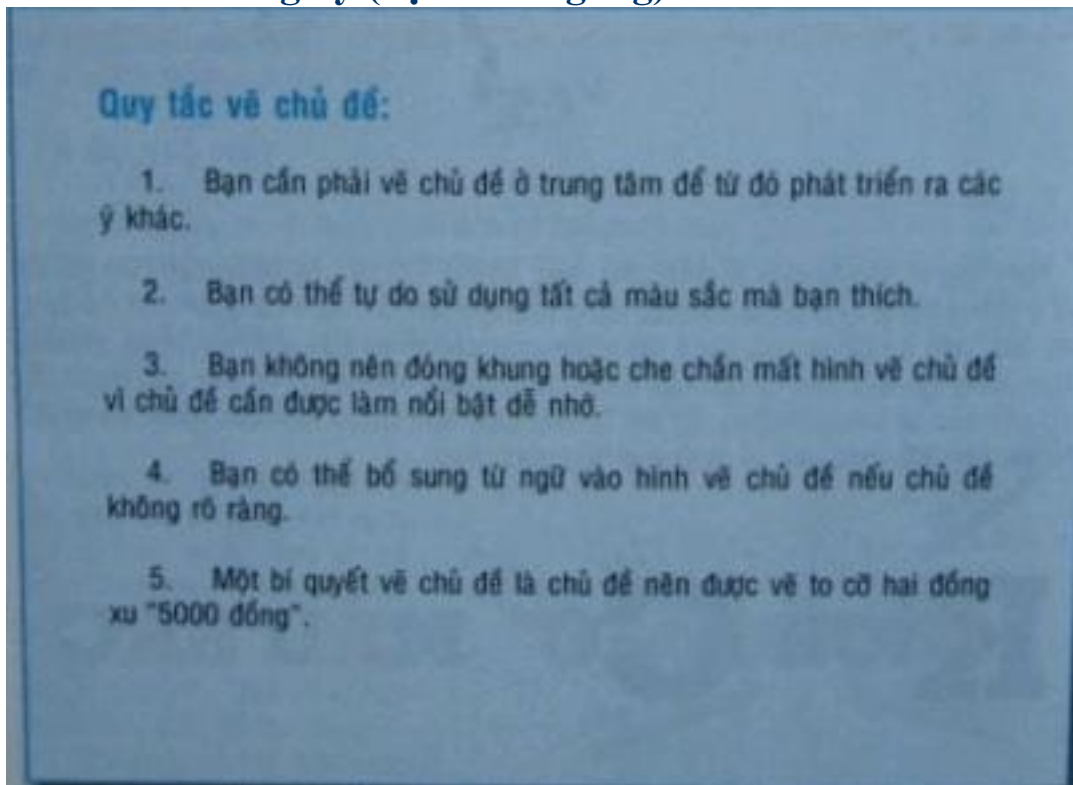 Quy tắc vẽ chủ đề:
1. Bạn cần phải vẽ chủ đề ở trung tâm để từ đó phát triển ra các
ý khác.
2. Bạn có thể tự do sử dụng tất cả màu sắc mà bạn thích.
3. Bạn không nên đóng khung hoặc che chắn mất hình vẽ chủ đề
vì chủ đề cần được làm nổi bật dễ nhớ.
4. Bạn có thể bổ sung từ ngữ vào hình vẽ chủ đề nếu chủ đề
không rõ ràng.
5. Một bí quyết vẽ chủ đề là chủ đề nên được vẽ to cỡ hai đồng
xu "5000 đồng".